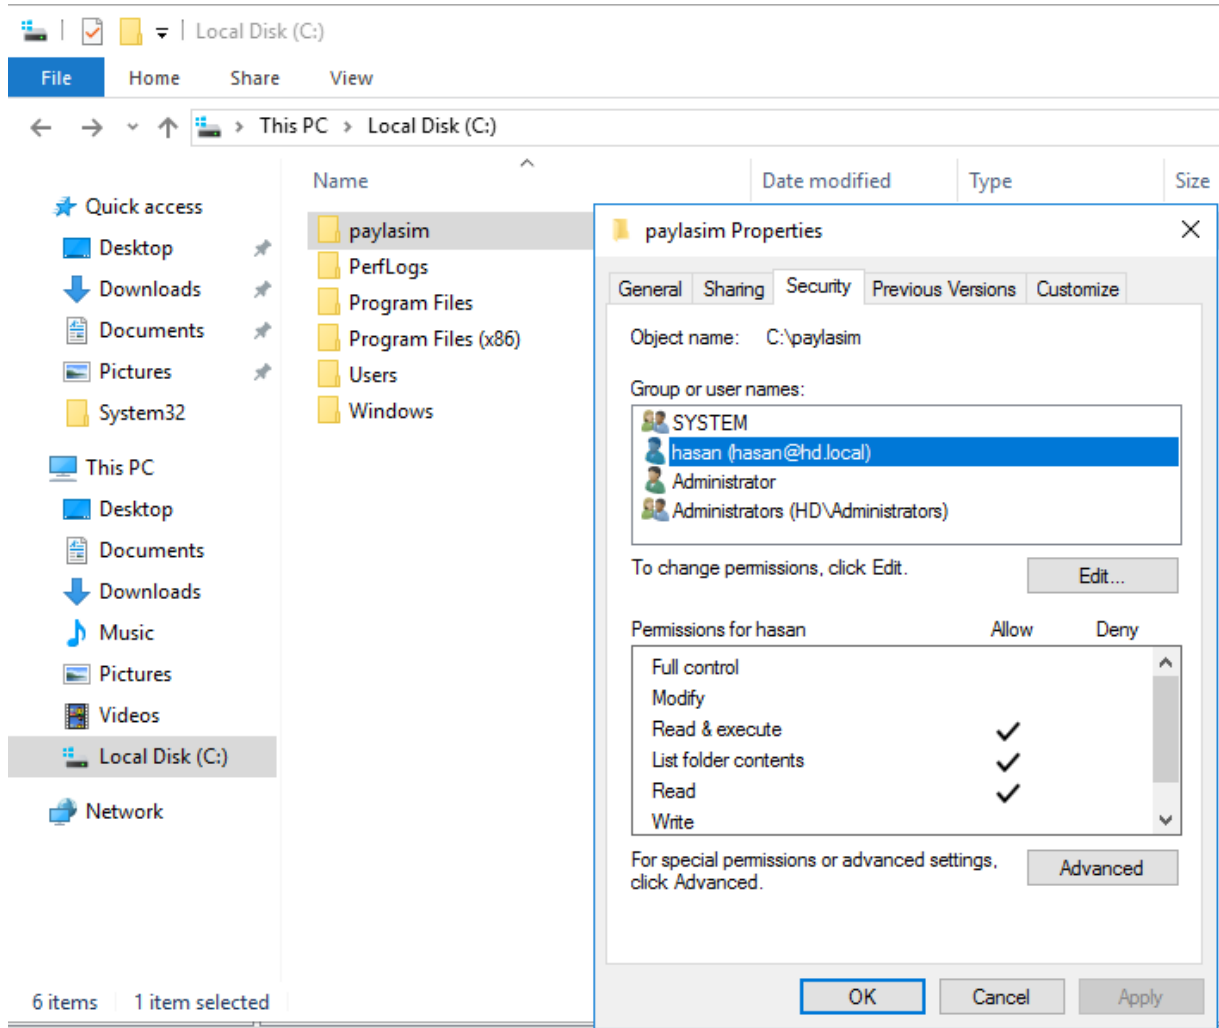 Local Disk (C:)
File Home Share View
This PC > Local Disk (C:)
Name Date modified Type Size
Quick access
Desktop
Downloads
Documents
Pictures
System32
This PC
Desktop
Documents
Downloads
Music
Pictures
Videos
Local Disk (C:)
Network
paylasim
PerfLogs
Program Files
Program Files (x86)
Users
Windows
paylasim Properties
General Sharing Security Previous Versions Customize
Object name: C:\paylasim
Group or user names:
SYSTEM
hasan (hasan@hd.local)
Administrator
Administrators (HD\Administrators)
To change permissions, click Edit.
Edit...
Permissions for hasan Allow Deny
Full control
Modify
Read & execute
List folder contents
Read
Write
For special permissions or advanced settings,
click Advanced.
Advanced
OK Cancel Apply
6 items 1 item selected